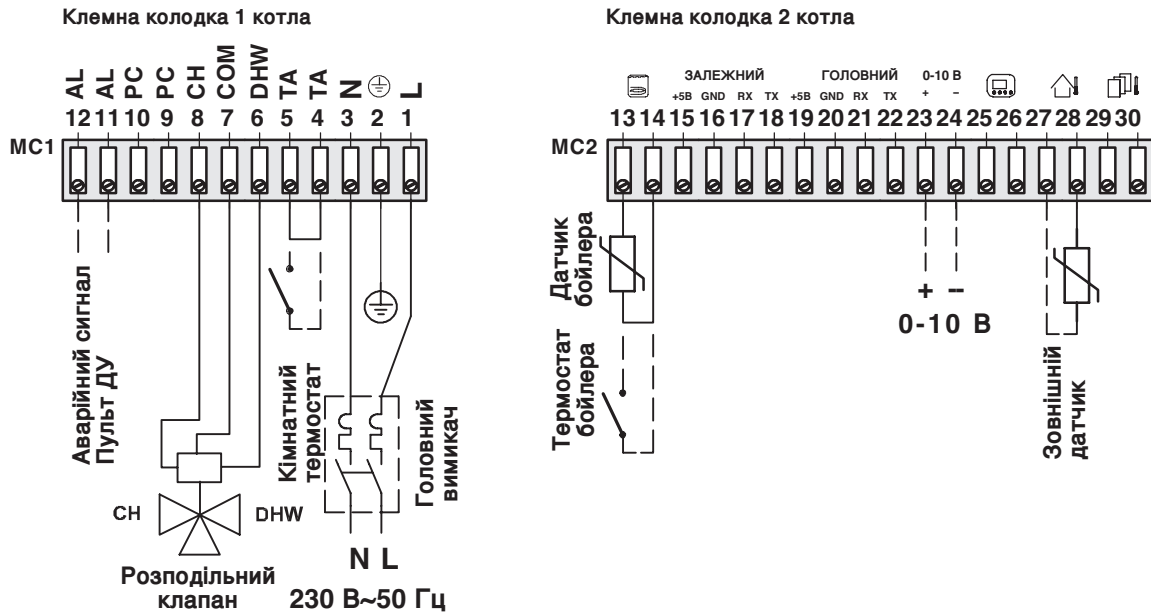 Клемна колодка 1 котла
AL AL PC PC CH COM DHW TA TA N L
12 11 10 9 8 7 6 5 4 3 2 1
MC1
Аварійний сигнал
Пульт ДУ
Кімнатний
термостат
Головний
вимикач
CH DHW
Розподільний
клапан
N L
230 В~50 Гц
Клемна колодка 2 котла
ЗАЛЕЖНИЙ ГОЛОВНИЙ 0-10 В
+5В GND RX TX +5В GND RX TX + –
13 14 15 16 17 18 19 20 21 22 23 24 25 26 27 28 29 30
MC2
Датчик
бойлера
Термостат
бойлера
+ –
0-10 В
Зовнішній
датчик